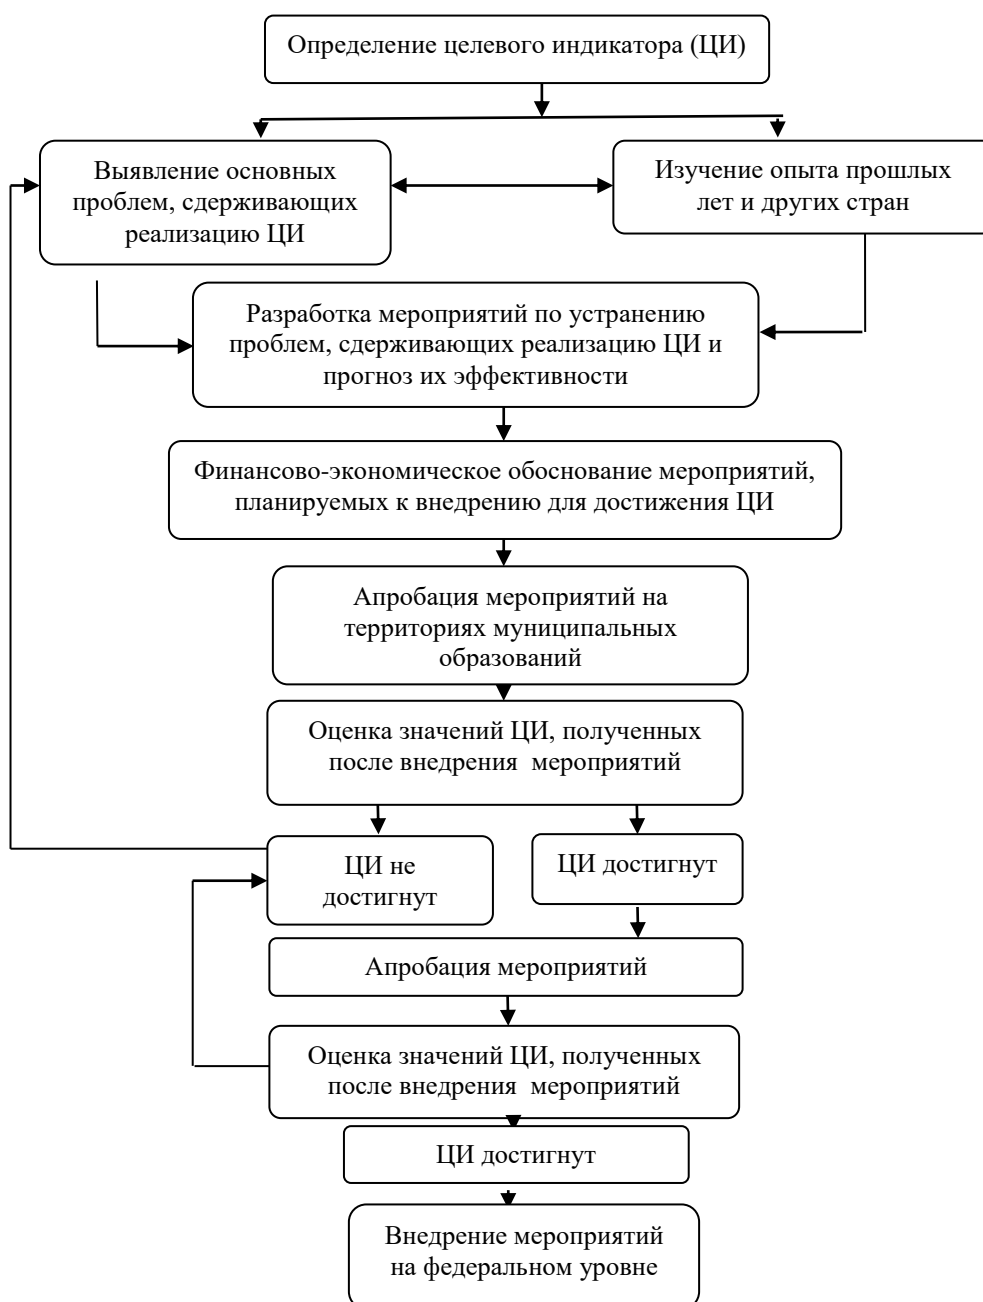 Определение целевого индикатора (ЦИ)
Выявление основных
проблем, сдерживающих
реализацию ЦИ
Изучение опыта прошлых
лет и других стран
Разработка мероприятий по устранению
проблем, сдерживающих реализацию ЦИ и
прогноз их эффективности
Финансово-экономическое обоснование мероприятий,
планируемых к внедрению для достижения ЦИ
Апробация мероприятий на
территориях муниципальных
образований
Оценка значений ЦИ, полученных
после внедрения мероприятий
ЦИ не
достигнут
ЦИ достигнут
Апробация мероприятий
Оценка значений ЦИ, полученных
после внедрения мероприятий
ЦИ достигнут
Внедрение мероприятий
на федеральном уровне